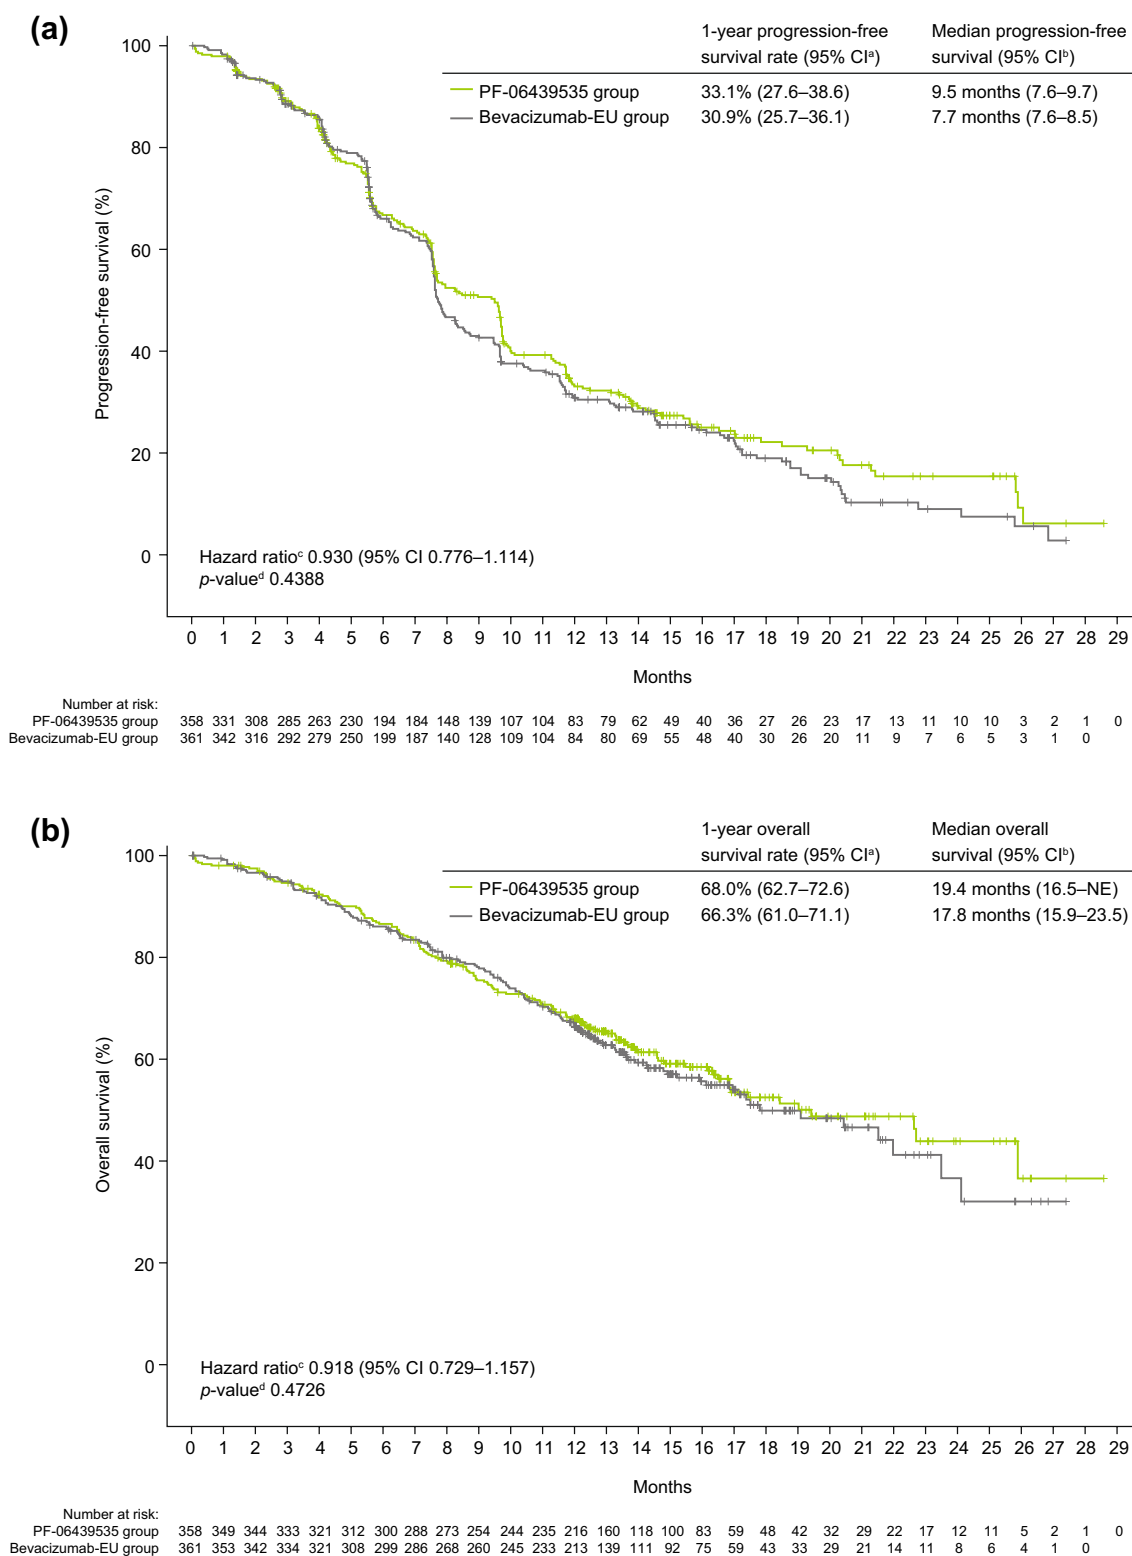 (a)
1-year progression-free Median progression-free
survival rate (95% CIᵃ) survival (95% CIᵇ)
PF-06439535 group 33.1% (27.6–38.6) 9.5 months (7.6–9.7)
Bevacizumab-EU group 30.9% (25.7–36.1) 7.7 months (7.6–8.5)
Progression-free survival (%)
100
80
60
40
20
0
Hazard ratioᶜ 0.930 (95% CI 0.776–1.114)
p-valueᵈ 0.4388
0 1 2 3 4 5 6 7 8 9 10 11 12 13 14 15 16 17 18 19 20 21 22 23 24 25 26 27 28 29
Months
Number at risk:
PF-06439535 group 358 331 308 285 263 230 194 184 148 139 107 104 83 79 62 49 40 36 27 26 23 17 13 11 10 10 3 2 1 0
Bevacizumab-EU group 361 342 316 292 279 250 199 187 140 128 109 104 84 80 69 55 48 40 30 26 20 11 9 7 6 5 3 1 0
(b)
1-year overall Median overall
survival rate (95% CIᵃ) survival (95% CIᵇ)
PF-06439535 group 68.0% (62.7–72.6) 19.4 months (16.5–NE)
Bevacizumab-EU group 66.3% (61.0–71.1) 17.8 months (15.9–23.5)
Overall survival (%)
100
80
60
40
20
0
Hazard ratioᶜ 0.918 (95% CI 0.729–1.157)
p-valueᵈ 0.4726
0 1 2 3 4 5 6 7 8 9 10 11 12 13 14 15 16 17 18 19 20 21 22 23 24 25 26 27 28 29
Months
Number at risk:
PF-06439535 group 358 349 344 333 321 312 300 288 273 254 244 235 216 160 118 100 83 59 48 42 32 29 22 17 12 11 5 2 1 0
Bevacizumab-EU group 361 353 342 334 321 308 299 286 268 260 245 233 213 139 111 92 75 59 43 33 29 21 14 11 8 6 4 1 0